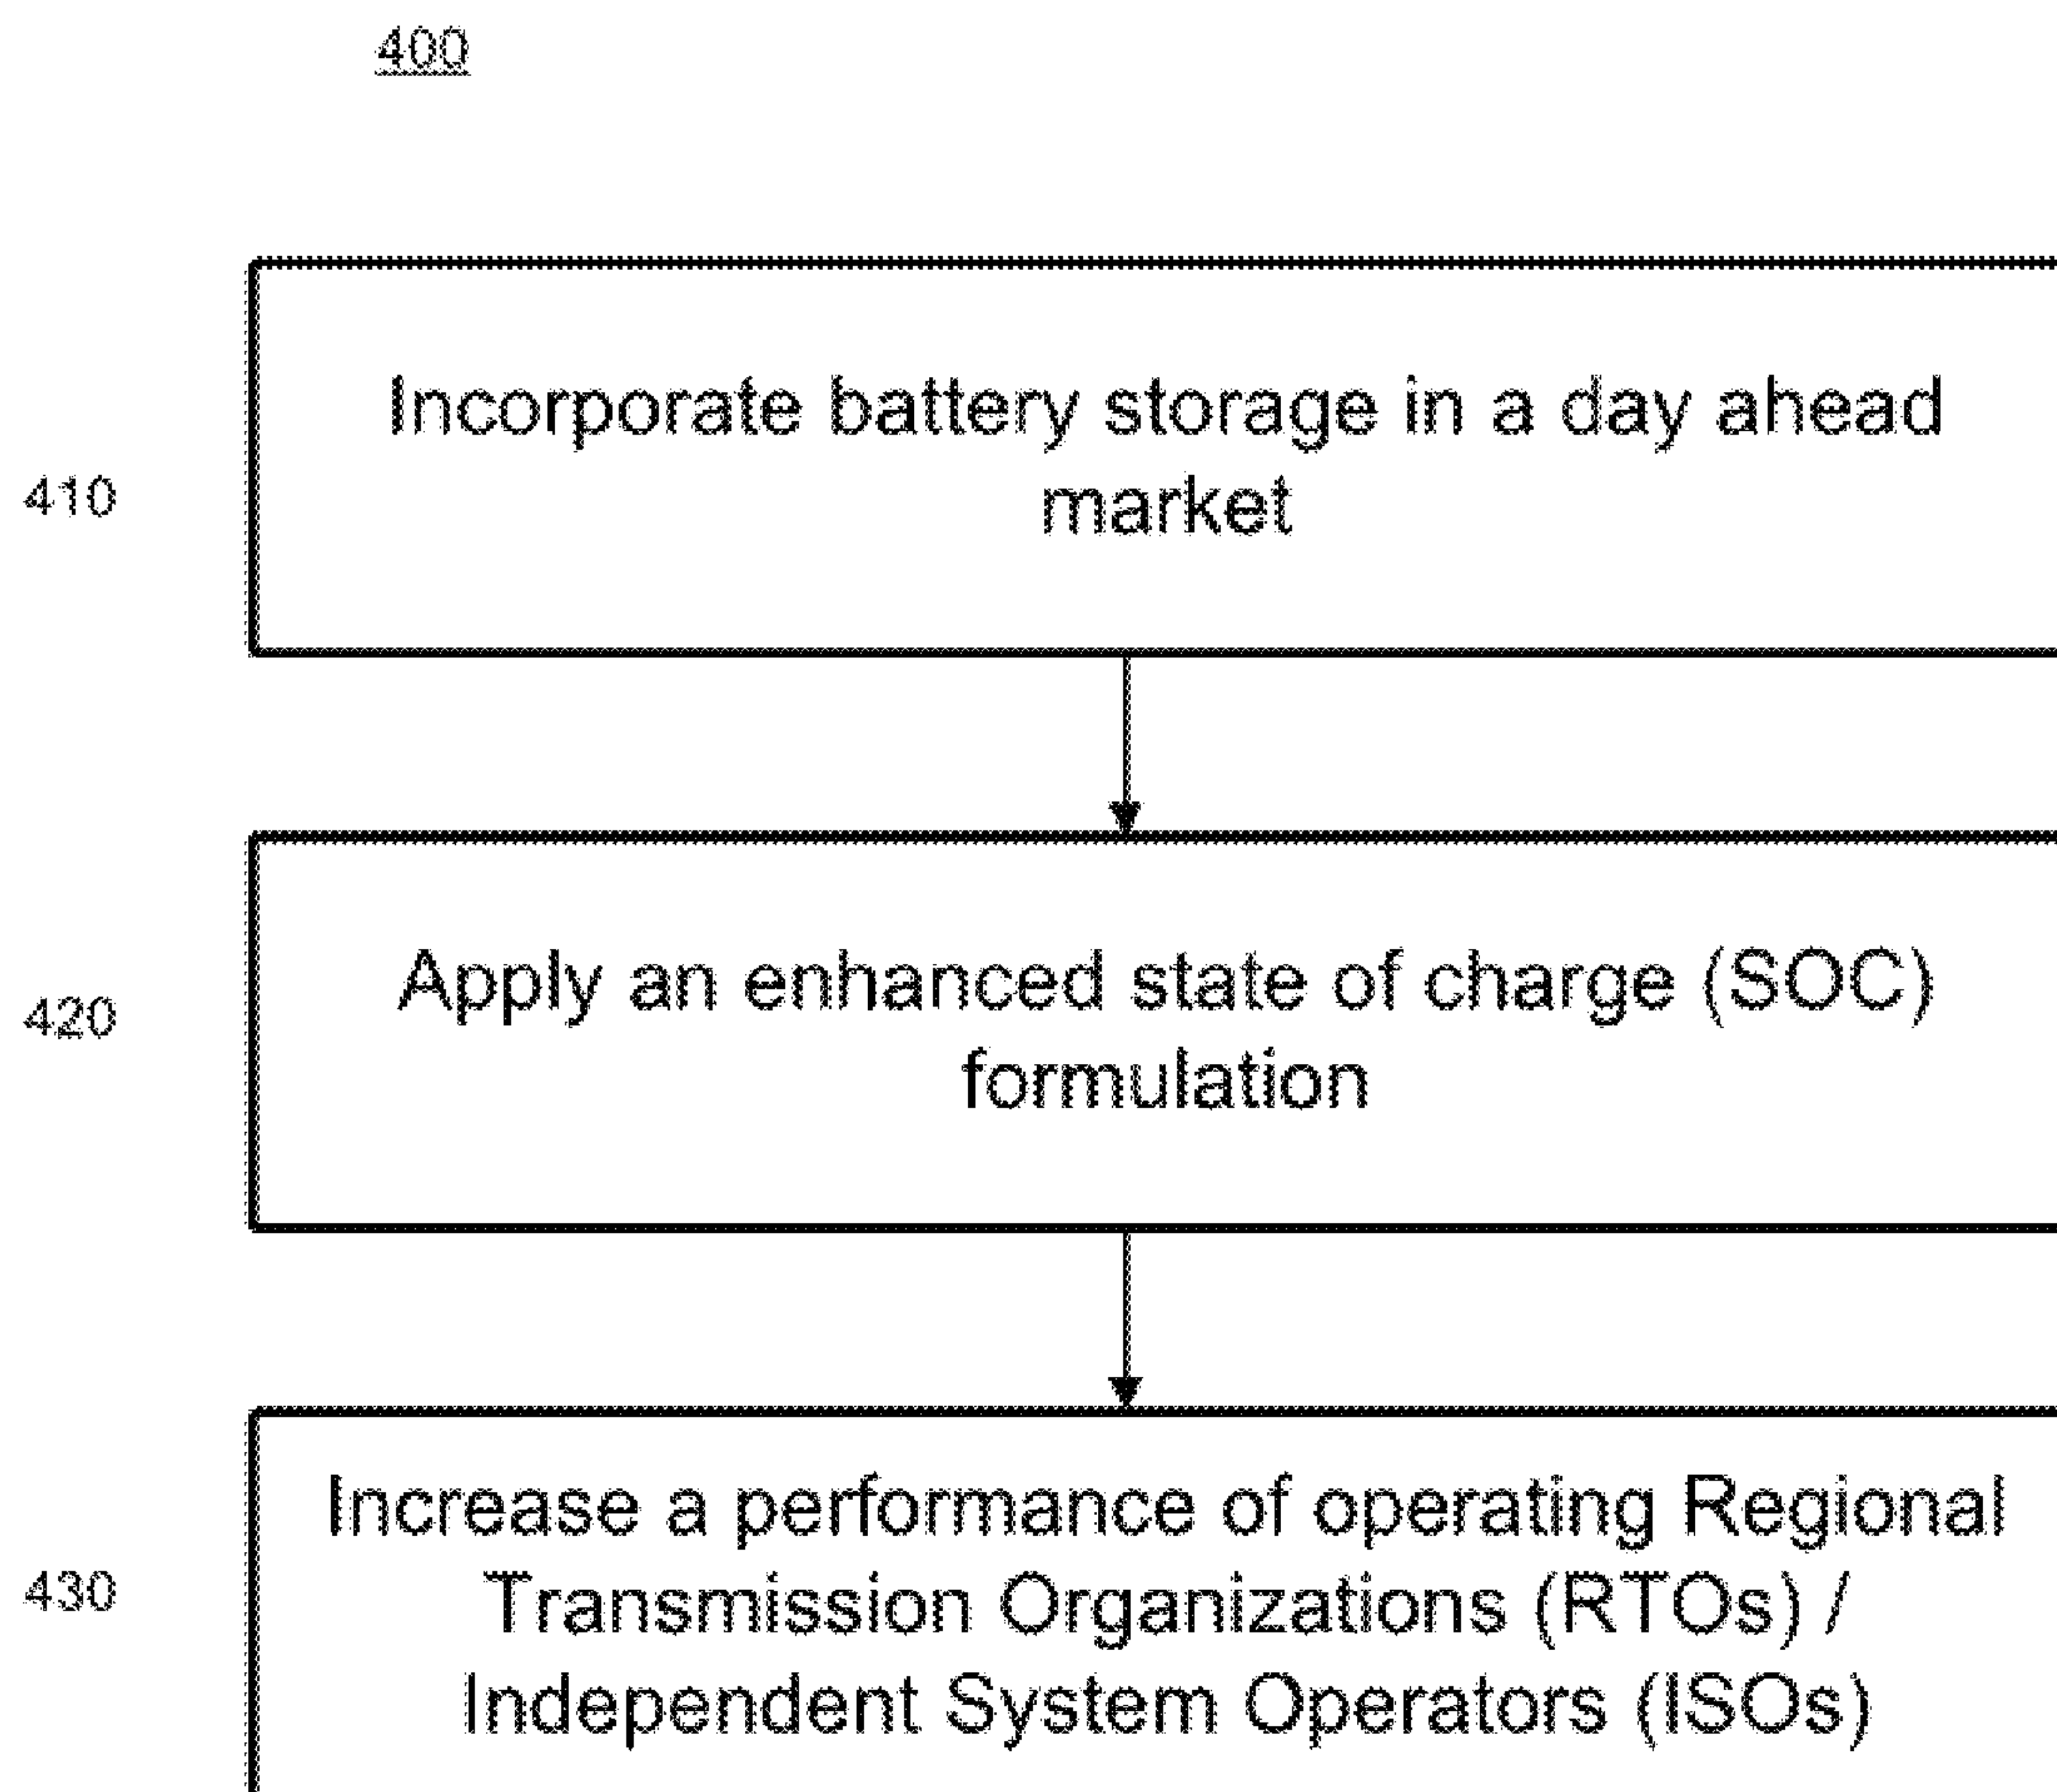 400
Incorporate battery storage in a day ahead
market
410
Apply an enhanced state of charge (SOC)
formulation
420
Increase a performance of operating Regional
Transmission Organizations (RTOs) /
Independent System Operators (ISOs)
430